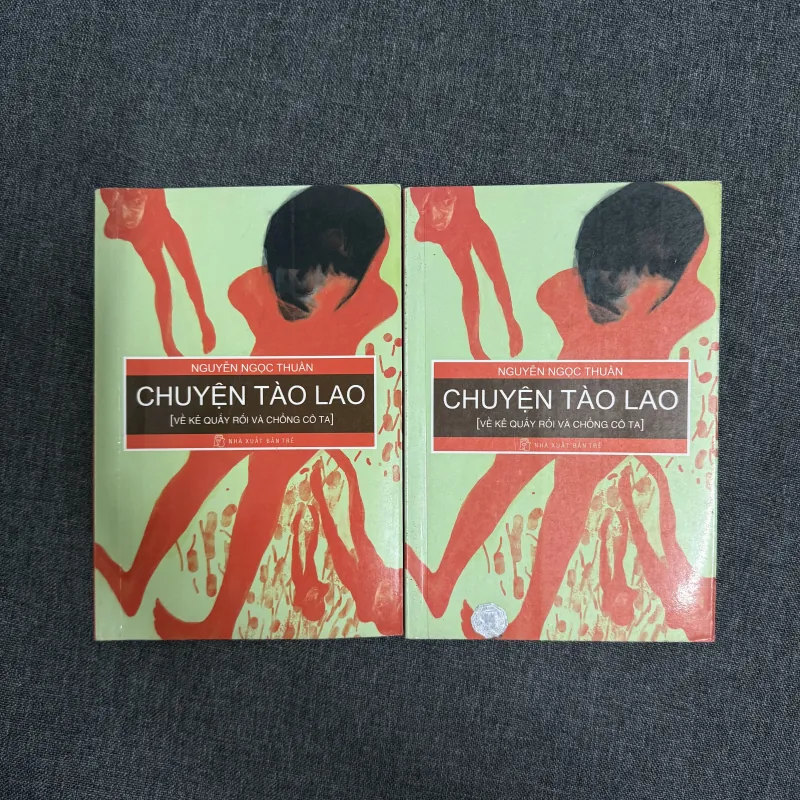 NGUYỄN NGỌC THUẦN
CHUYỆN TÀO LAO
[VỀ KẺ QUẤY RỐI VÀ CHỒNG CÔ TA]
NHÀ XUẤT BẢN TRẺ
NGUYỄN NGỌC THUẦN
CHUYỆN TÀO LAO
[VỀ KẺ QUẤY RỐI VÀ CHỒNG CÔ TA]
NHÀ XUẤT BẢN TRẺ